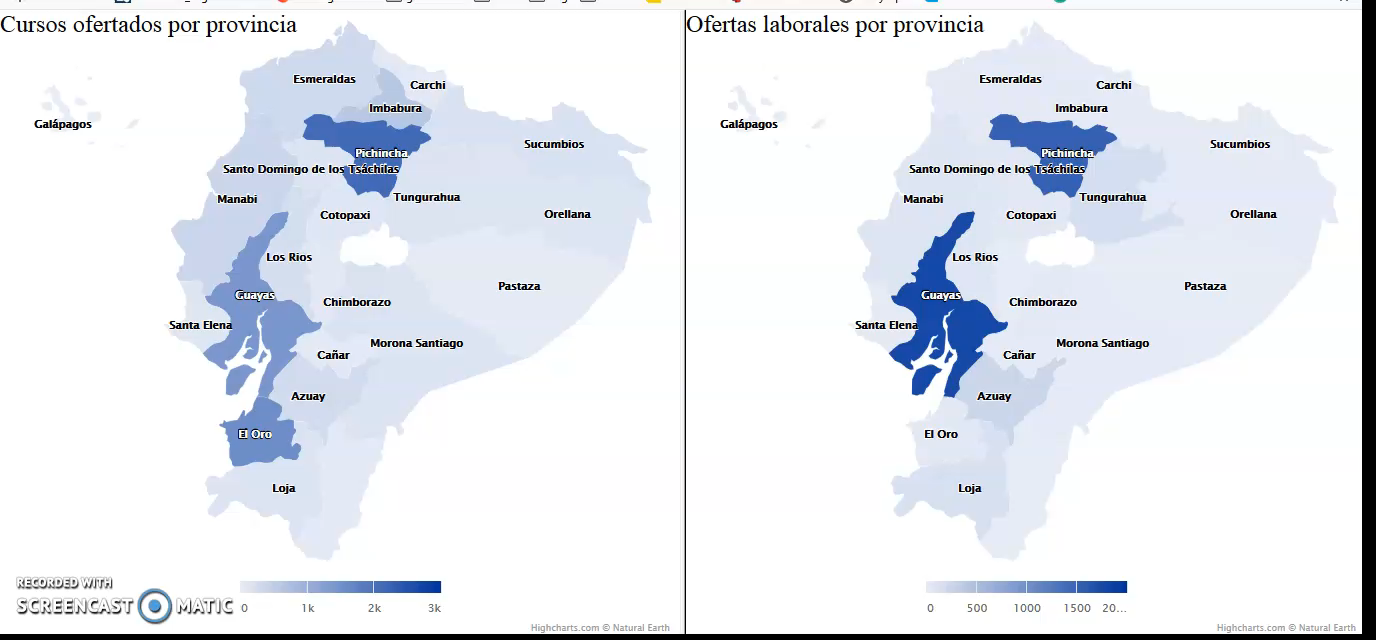 Cursos ofertados por provincia
Esmeraldas
Carchi
Imbabura
Galápagos
Sucumbios
Pichincha
Santo Domingo de los Tsáchilas
Manabi
Tungurahua
Cotopaxi
Orellana
Los Rios
Pastaza
Guayas
Chimborazo
Santa Elena
Morona Santiago
Cañar
Azuay
El Oro
Loja
RECORDED WITH
SCREENCAST MATIC
0 1k 2k 3k
Highcharts.com © Natural Earth
Ofertas laborales por provincia
Esmeraldas
Carchi
Imbabura
Galápagos
Sucumbios
Pichincha
Santo Domingo de los Tsáchilas
Manabi
Tungurahua
Cotopaxi
Orellana
Los Rios
Pastaza
Guayas
Chimborazo
Santa Elena
Morona Santiago
Cañar
Azuay
El Oro
Loja
0 500 1000 1500 20...
Highcharts.com © Natural Earth